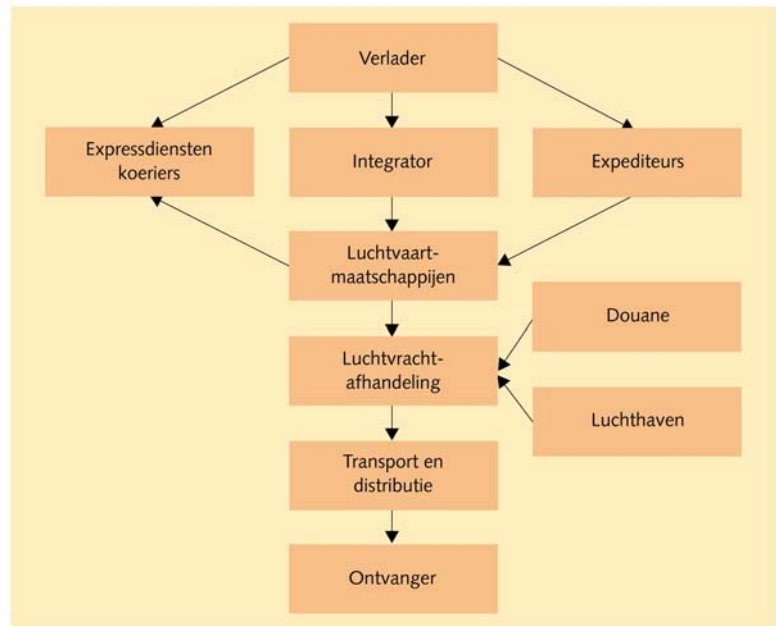 Verlader
Expressdiensten
koeriers
Integrator
Expediteurs
Luchtvaart-
maatschappijen
Douane
Luchtvracht-
afhandeling
Luchthaven
Transport en
distributie
Ontvanger